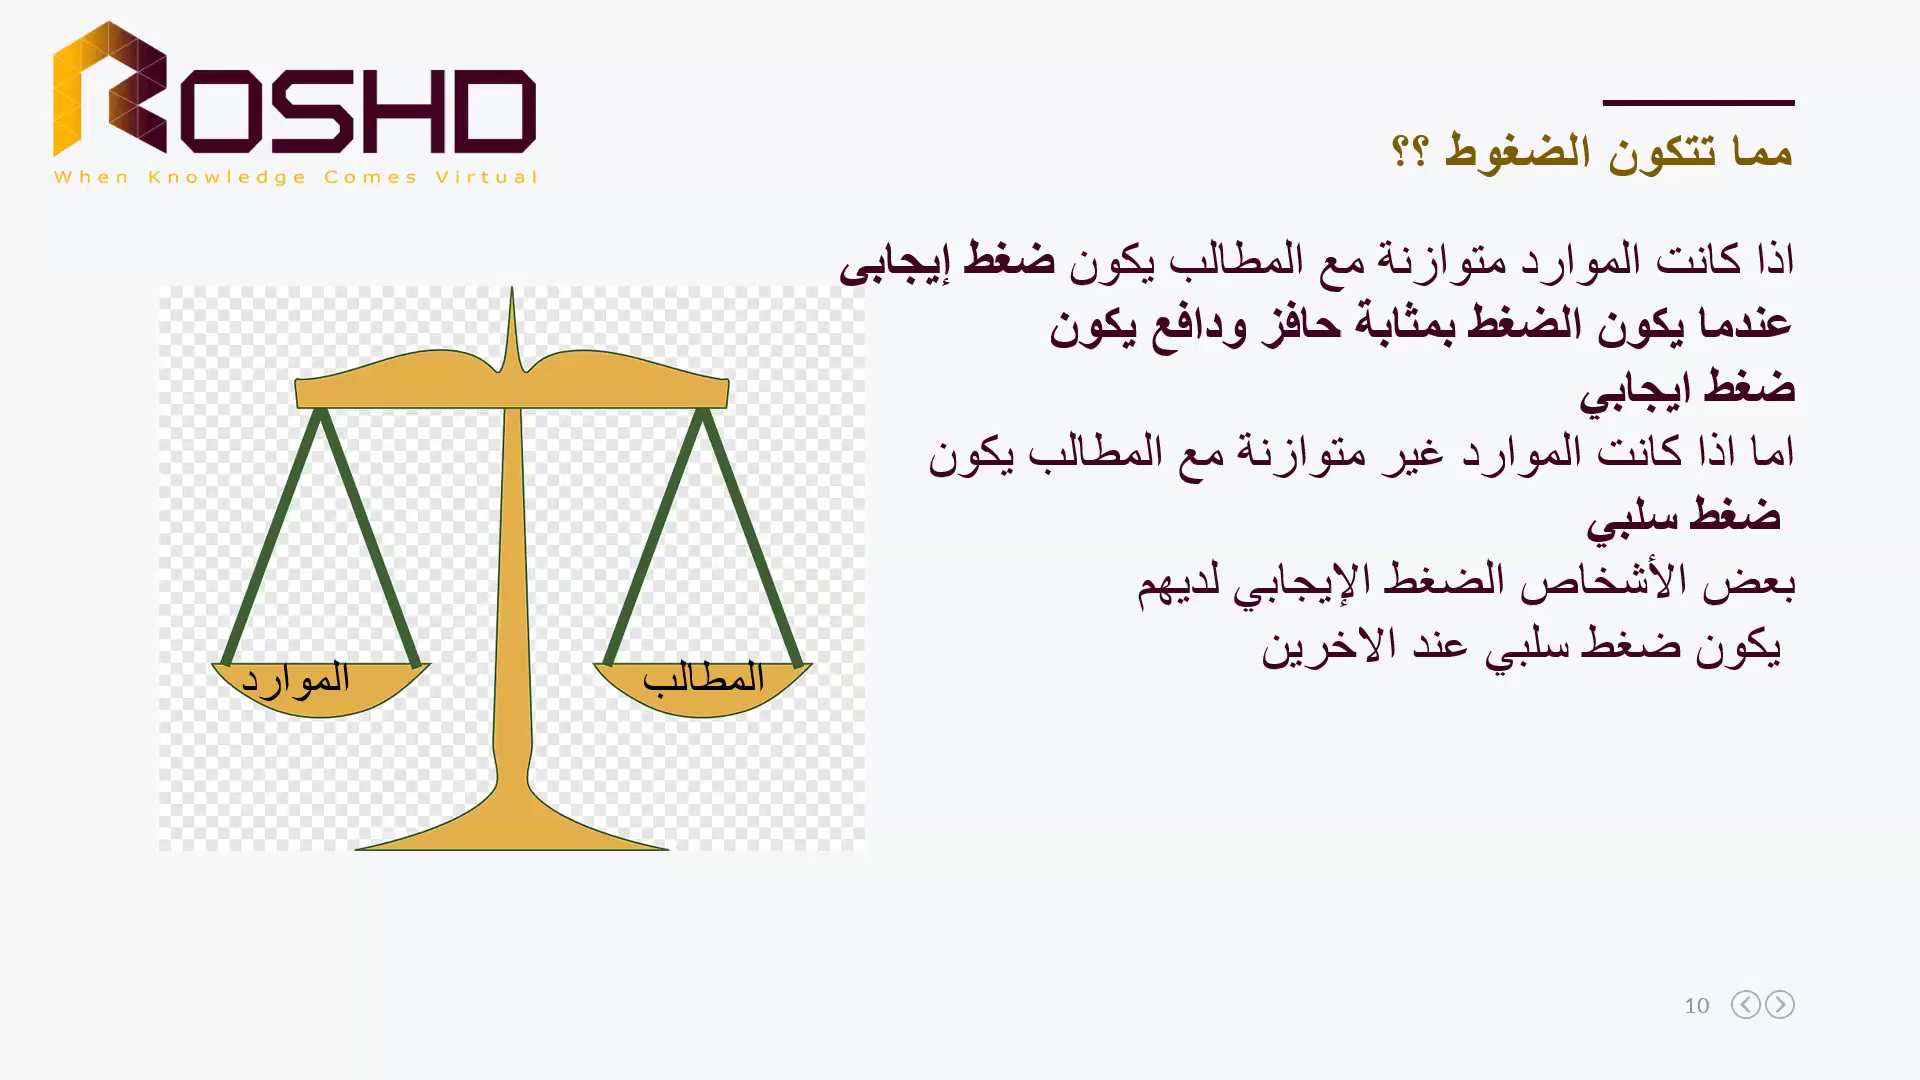 ROSHD
When Knowledge Comes Virtual
مما تتكون الضغوط ؟؟
اذا كانت الموارد متوازنة مع المطالب يكون ضغط إيجابى
عندما يكون الضغط بمثابة حافز ودافع يكون
ضغط ايجابي
اما اذا كانت الموارد غير متوازنة مع المطالب يكون
ضغط سلبي
بعض الأشخاص الضغط الإيجابي لديهم
يكون ضغط سلبي عند الاخرين
المطالب
الموارد
10